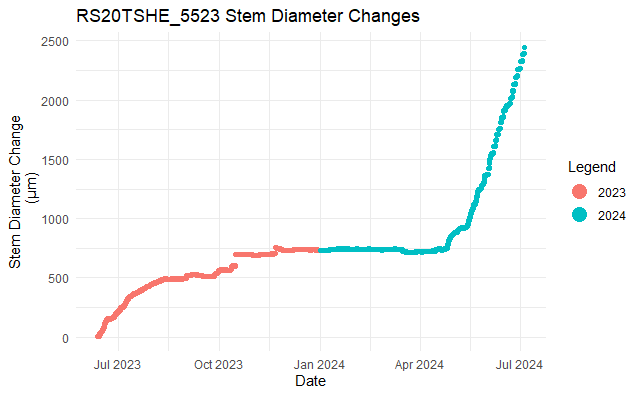 RS20TSHE_5523 Stem Diameter Changes
2500
2000
1500
1000
500
0
Stem Diameter Change
(µm)
Jul 2023
Oct 2023
Jan 2024
Apr 2024
Jul 2024
Date
Legend
2023
2024